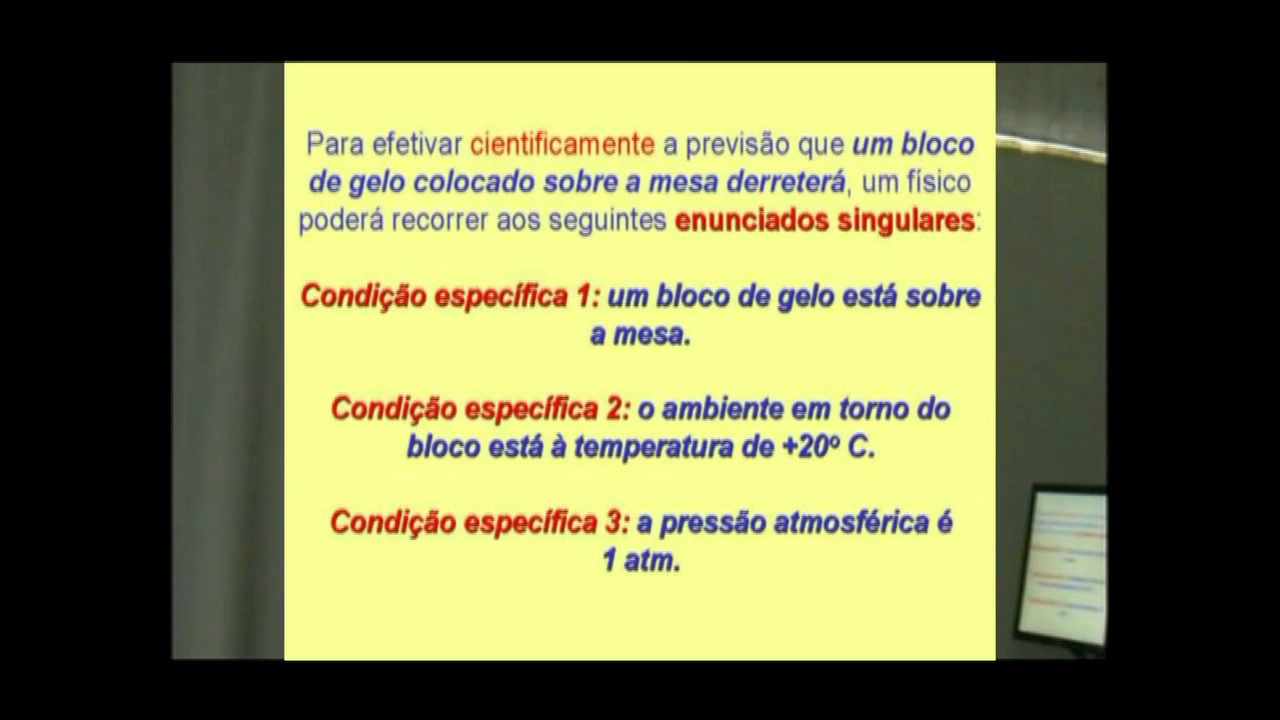 Para efetivar cientificamente a previsão que um bloco
de gelo colocado sobre a mesa derreterá, um físico
poderá recorrer aos seguintes enunciados singulares:
Condição específica 1: um bloco de gelo está sobre
a mesa.
Condição específica 2: o ambiente em torno do
bloco está à temperatura de +20º C.
Condição específica 3: a pressão atmosférica é
1 atm.